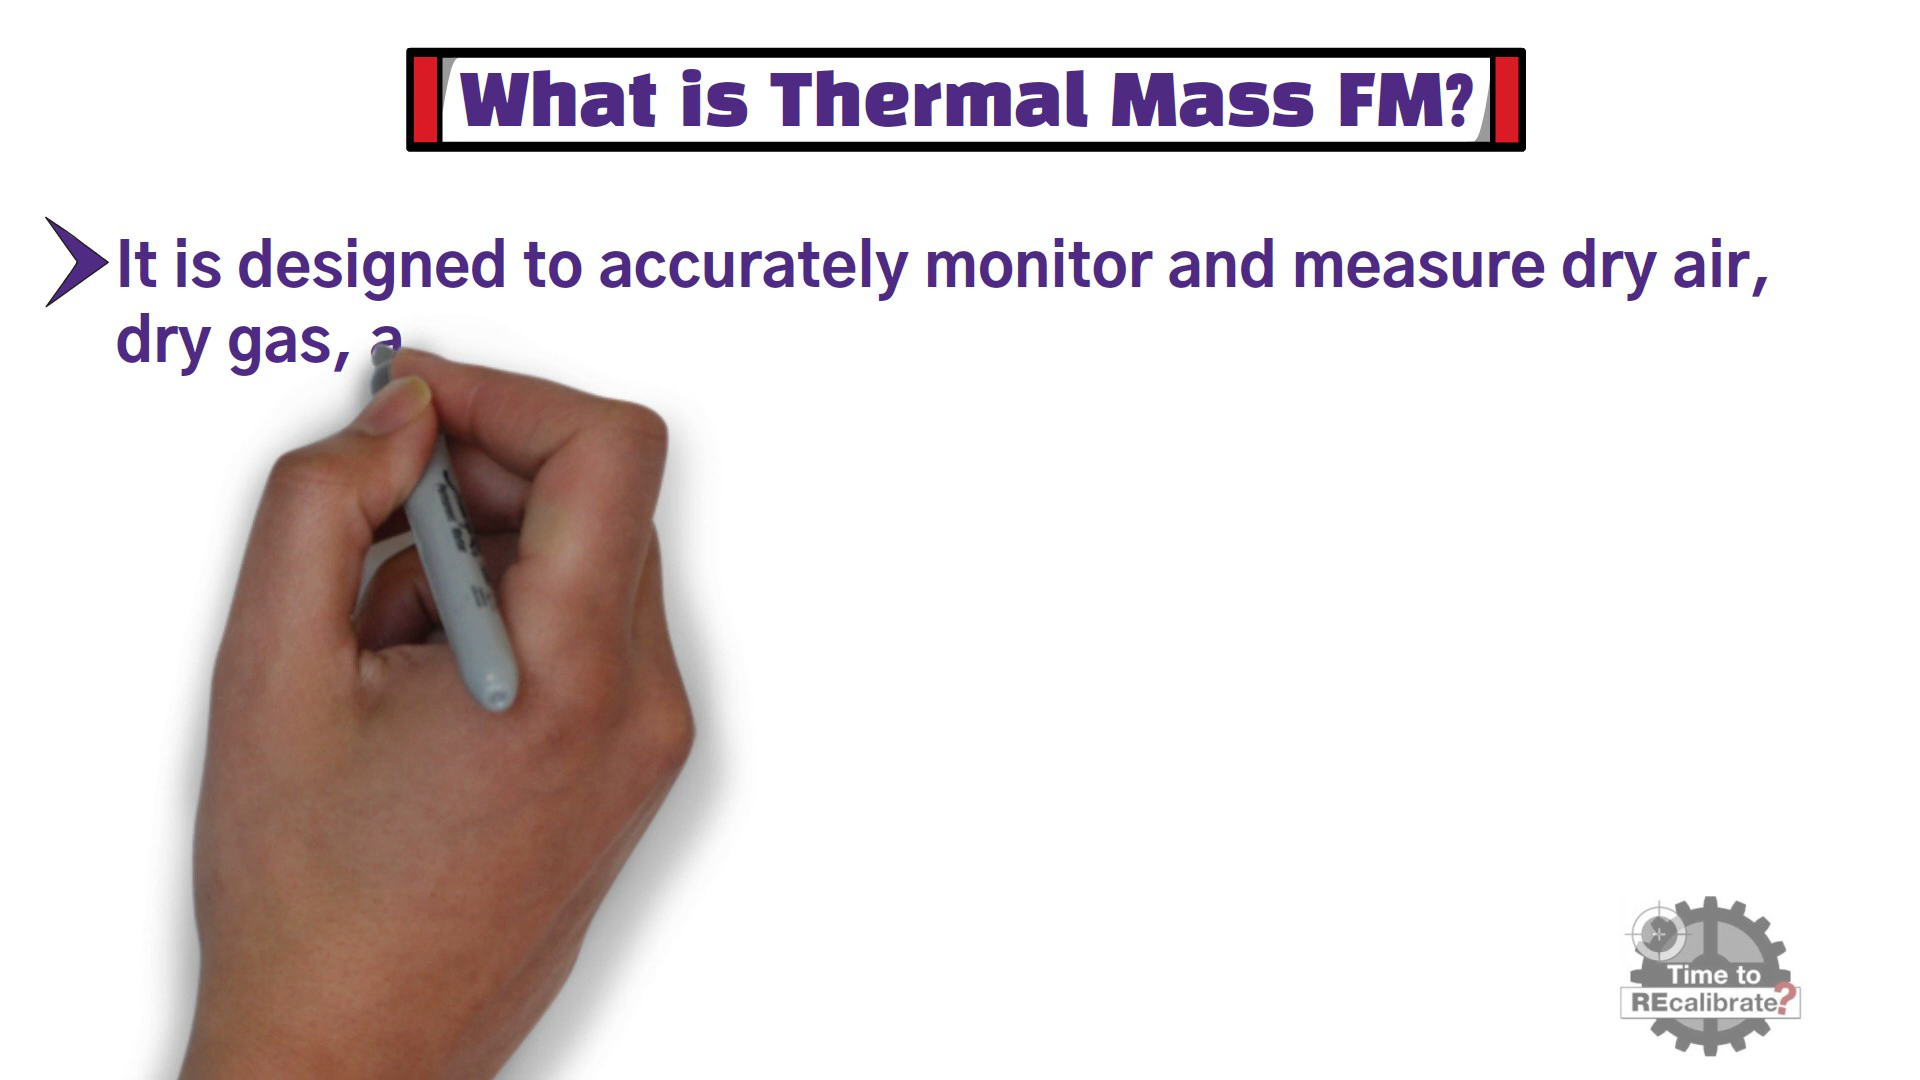 What is Thermal Mass FM?
It is designed to accurately monitor and measure dry air,
dry gas, a
Time to
REcalibrate?